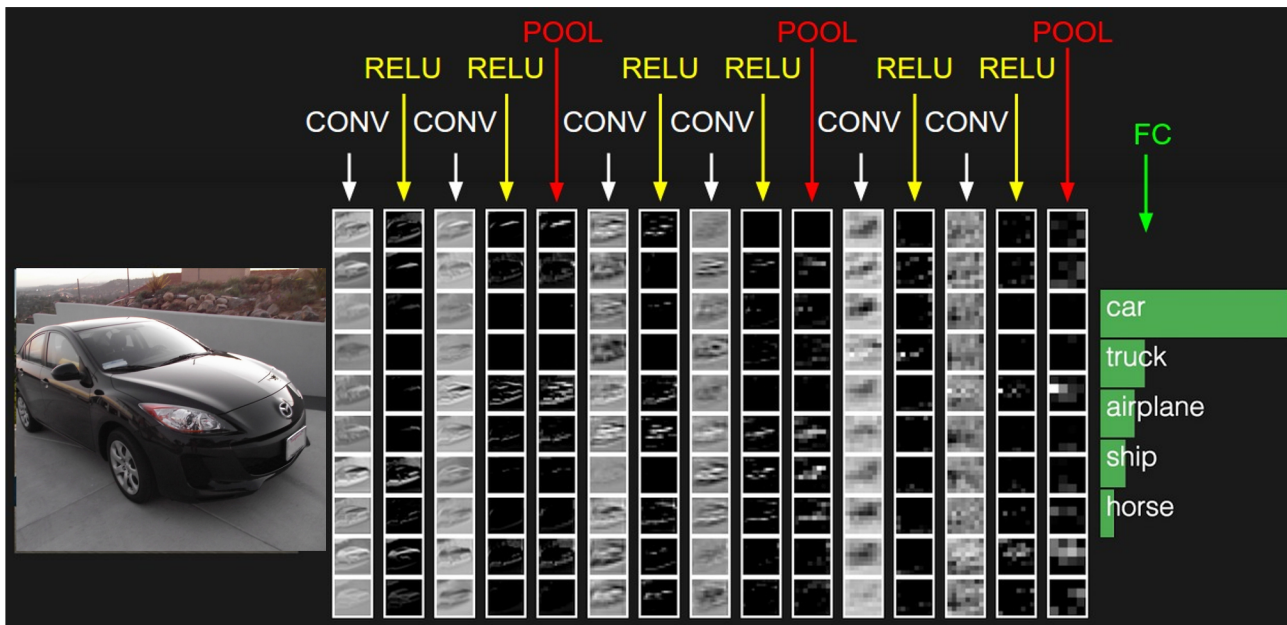 POOL POOL POOL
RELU RELU RELU RELU RELU RELU
CONV CONV CONV CONV CONV CONV
FC
car
truck
airplane
ship
horse